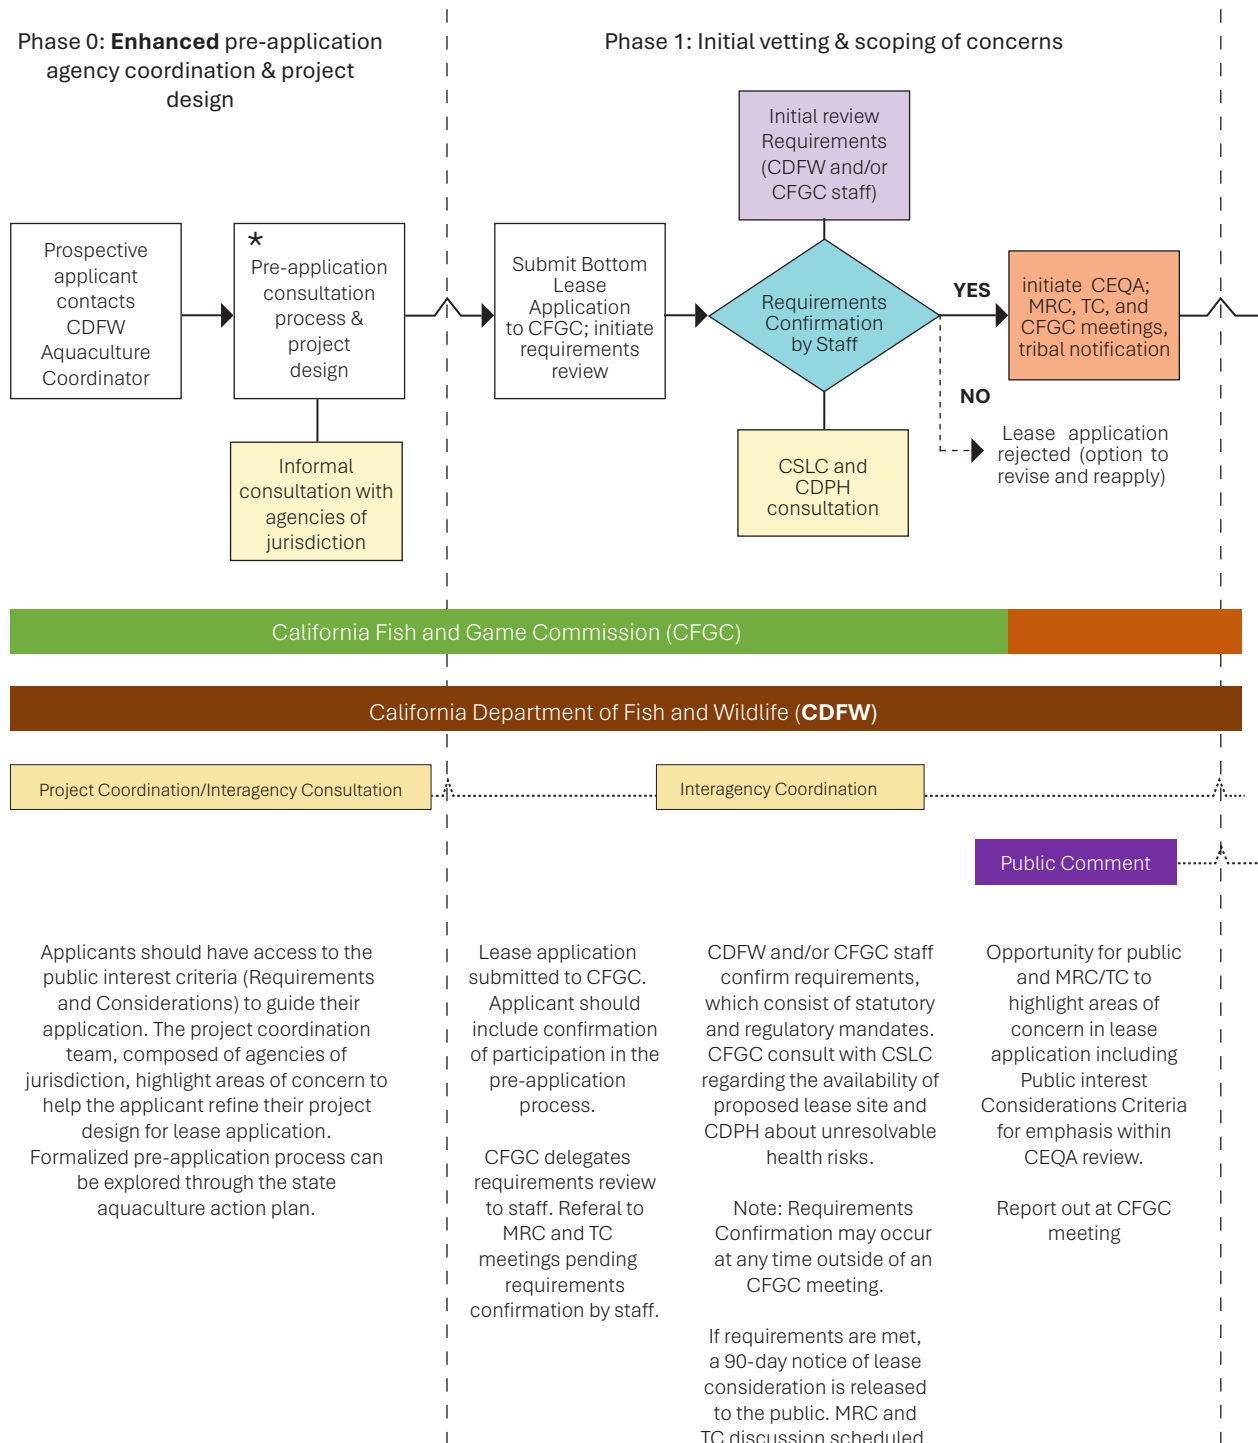 Phase 0: Enhanced pre-application
agency coordination & project
design
Phase 1: Initial vetting & scoping of concerns
Prospective
applicant
contacts
CDFW
Aquaculture
Coordinator
*
Pre-application
consultation
process &
project
design
Informal
consultation with
agencies of
jurisdiction
Submit Bottom
Lease
Application
to CFGC; initiate
requirements
review
Initial review
Requirements
(CDFW and/or
CFGC staff)
Requirements
Confirmation
by Staff
CSLC and
CDPH
consultation
YES
NO
initiate CEQA;
MRC, TC, and
CFGC meetings,
tribal notification
Lease application
rejected (option to
revise and reapply)
California Fish and Game Commission (CFGC)
California Department of Fish and Wildlife (CDFW)
Project Coordination/Interagency Consultation
Interagency Coordination
Public Comment
Applicants should have access to the
public interest criteria (Requirements
and Considerations) to guide their
application. The project coordination
team, composed of agencies of
jurisdiction, highlight areas of concern to
help the applicant refine their project
design for lease application.
Formalized pre-application process can
be explored through the state
aquaculture action plan.
Lease application
submitted to CFGC.
Applicant should
include confirmation
of participation in the
pre-application
process.
CFGC delegates
requirements review
to staff. Referal to
MRC and TC
meetings pending
requirements
confirmation by staff.
CDFW and/or CFGC staff
confirm requirements,
which consist of statutory
and regulatory mandates.
CFGC consult with CSLC
regarding the availability of
proposed lease site and
CDPH about unresolvable
health risks.
Note: Requirements
Confirmation may occur
at any time outside of an
CFGC meeting.
If requirements are met,
a 90-day notice of lease
consideration is released
to the public. MRC and
TC discussion scheduled.
Opportunity for public
and MRC/TC to
highlight areas of
concern in lease
application including
Public interest
Considerations Criteria
for emphasis within
CEQA review.
Report out at CFGC
meeting